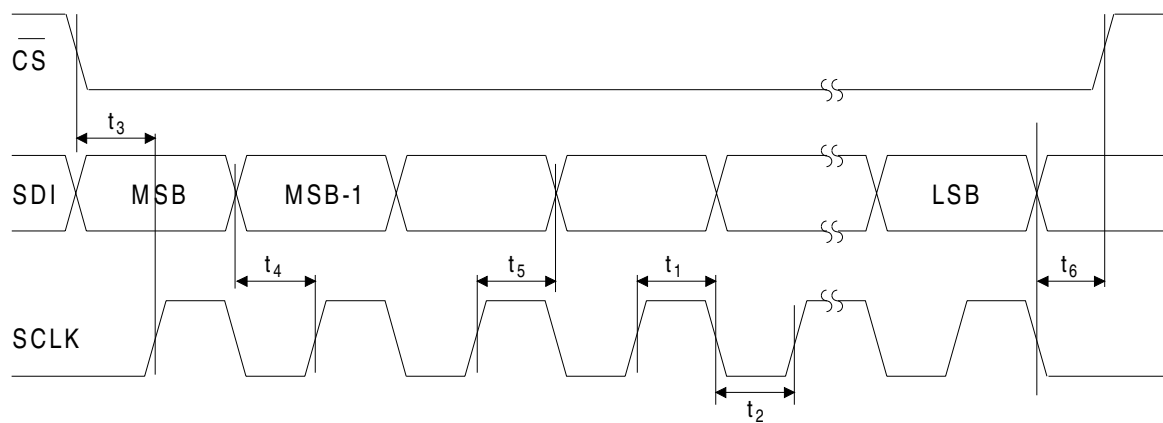 CS
t3
SDI MSB MSB-1 LSB
t4 t5 t1 t6
SCLK
t2